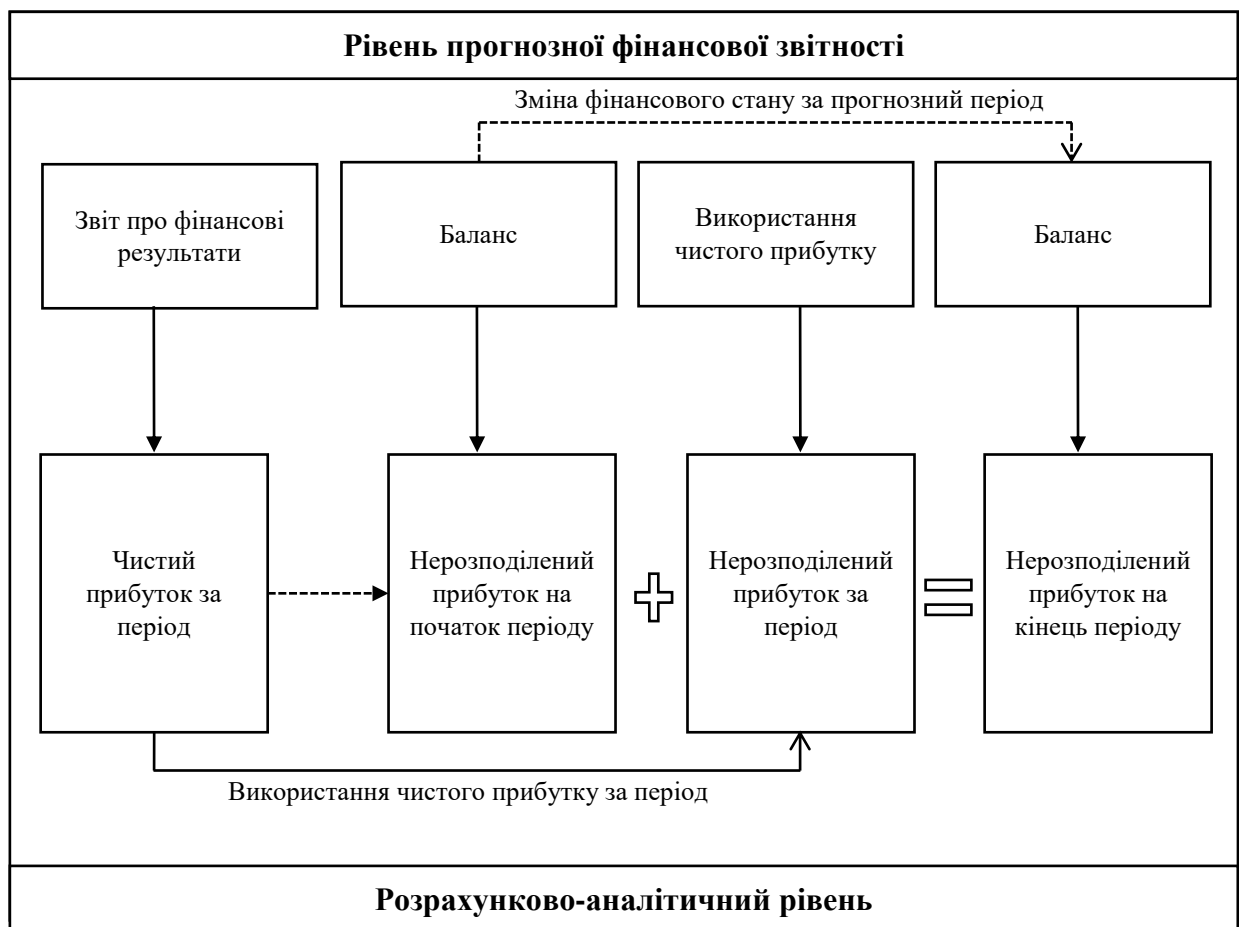 Рівень прогнозної фінансової звітності
Зміна фінансового стану за прогнозний період
Звіт про фінансові
результати
Баланс
Використання
чистого прибутку
Баланс
Чистий
прибуток за
період
Нерозподілений
прибуток на
початок періоду
Нерозподілений
прибуток за
період
Нерозподілений
прибуток на
кінець періоду
Використання чистого прибутку за період
Розрахунково-аналітичний рівень